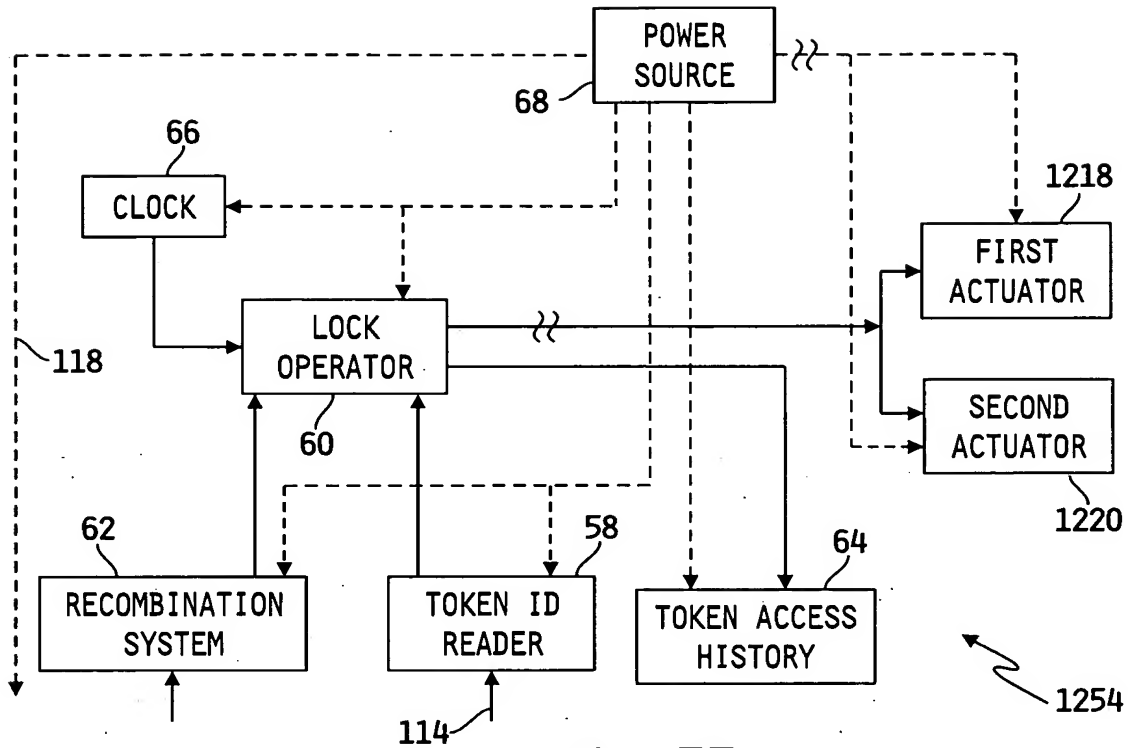 POWER
SOURCE
68
66
CLOCK
1218
FIRST
ACTUATOR
LOCK
OPERATOR
118
60
SECOND
ACTUATOR
1220
62
58
64
RECOMBINATION
SYSTEM
TOKEN ID
READER
TOKEN ACCESS
HISTORY
114
1254